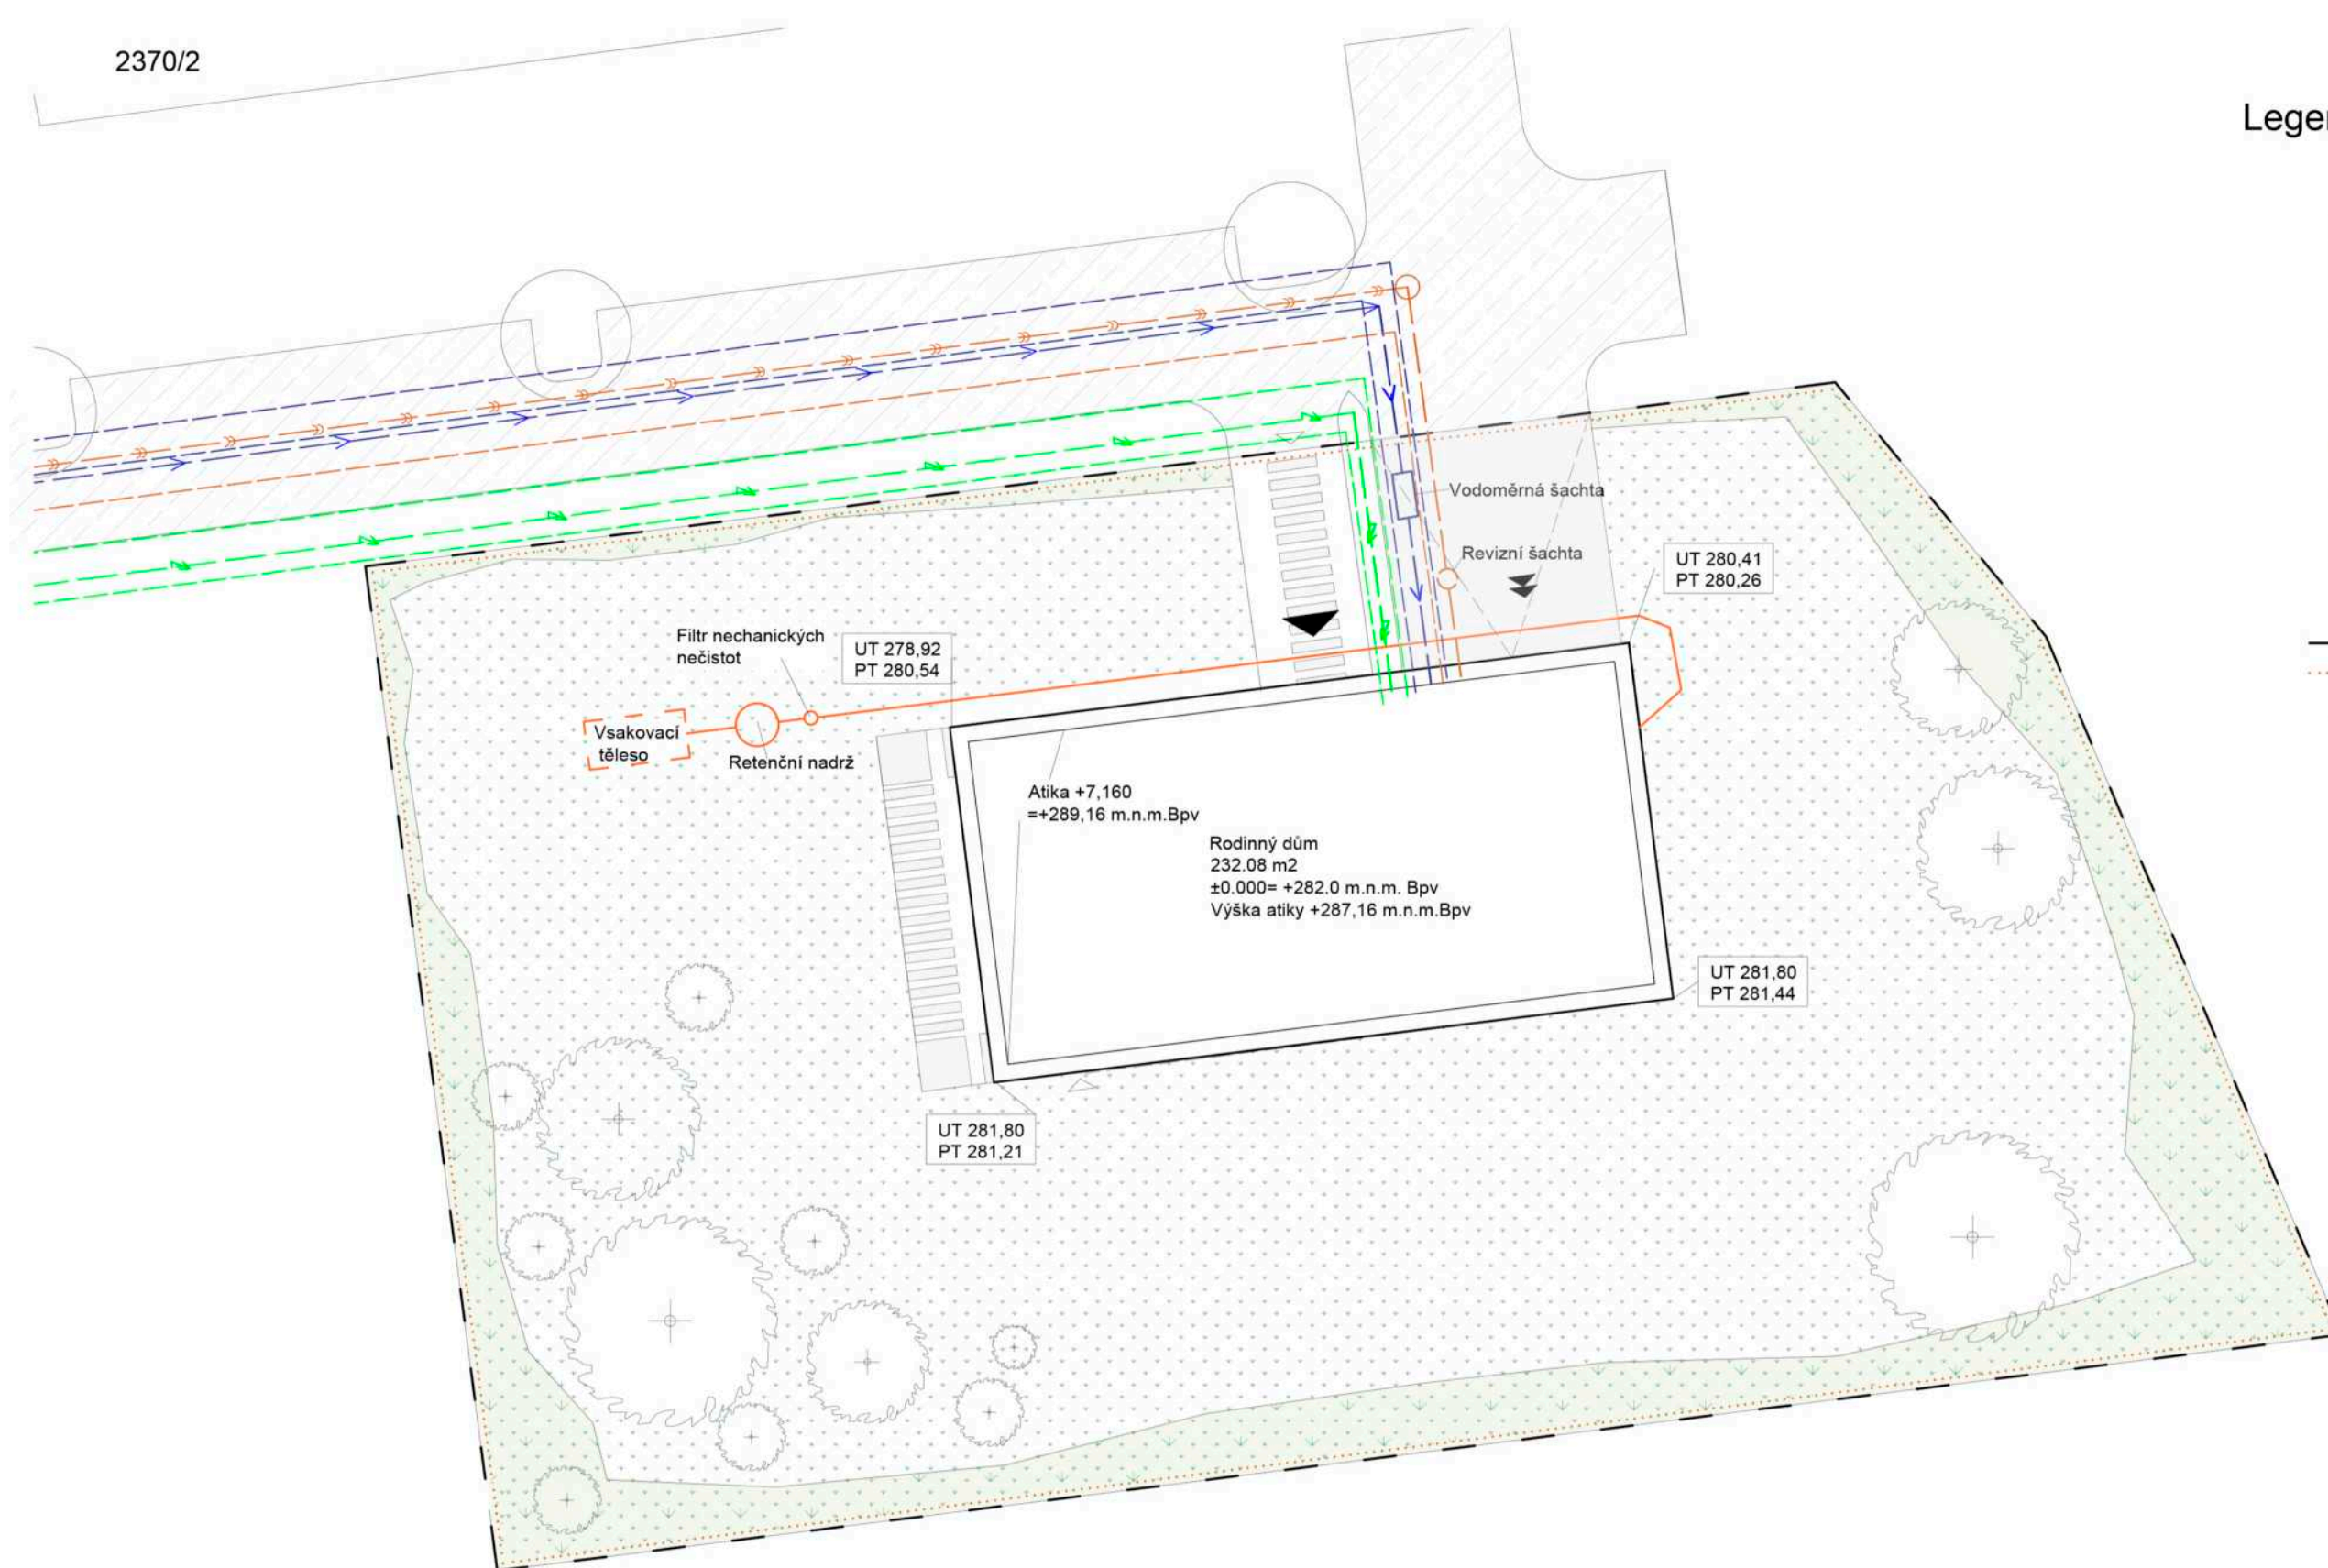 2370/2
Legen
Vodoměrná šachta
Revizní šachta
UT 280,41
PT 280,26
Filtr nechanických
nečistot
UT 278,92
PT 280,54
Vsakovací
těleso
Retenční nadrž
Atika +7,160
=+289,16 m.n.m.Bpv
Rodinný dům
232.08 m2
±0.000= +282.0 m.n.m. Bpv
Výška atiky +287,16 m.n.m.Bpv
UT 281,80
PT 281,44
UT 281,80
PT 281,21